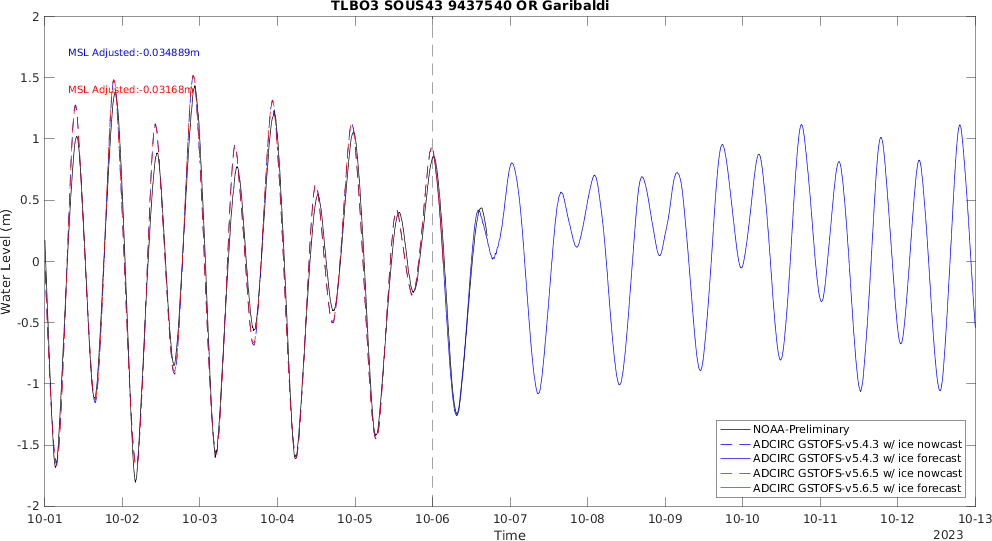 TLBO3 SOUS43 9437540 OR Garibaldi
MSL Adjusted:-0.034889m
MSL Adjusted:-0.03168m
Water Level (m)
2
1.5
1
0.5
0
-0.5
-1
-1.5
-2
NOAA-Preliminary
ADCIRC GSTOFS-v5.4.3 w/ ice nowcast
ADCIRC GSTOFS-v5.4.3 w/ ice forecast
ADCIRC GSTOFS-v5.6.5 w/ ice nowcast
ADCIRC GSTOFS-v5.6.5 w/ ice forecast
10-01 10-02 10-03 10-04 10-05 10-06 10-07 10-08 10-09 10-10 10-11 10-12 10-13
Time
2023